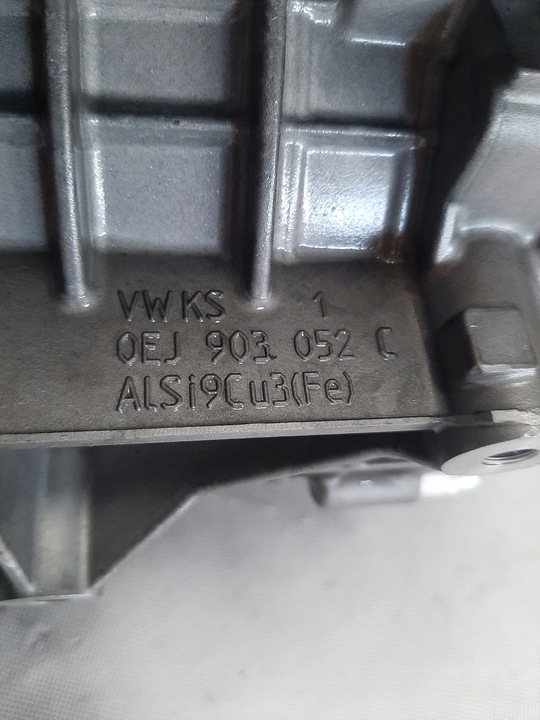 VW KS 1
0EJ 903 052 C
AlSi9Cu3(Fe)